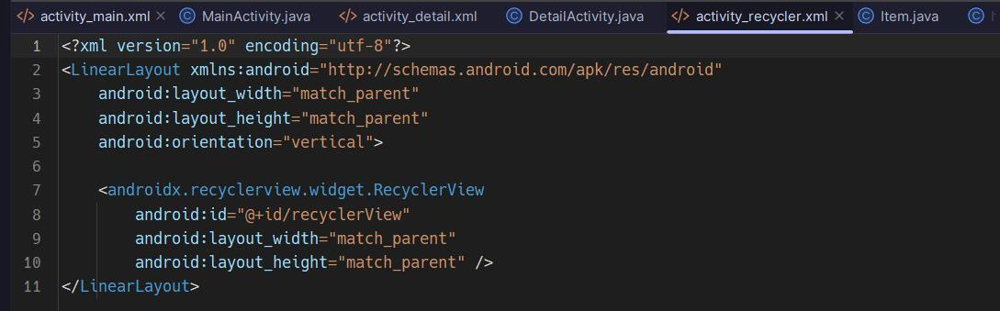 </> activity_main.xml × MainActivity.java </> activity_detail.xml DetailActivity.java </> activity_recycler.xml × Item.java
1 <?xml version="1.0" encoding="utf-8"?>
2 <LinearLayout xmlns:android="http://schemas.android.com/apk/res/android"
3 android:layout_width="match_parent"
4 android:layout_height="match_parent"
5 android:orientation="vertical">
6
7 <androidx.recyclerview.widget.RecyclerView
8 android:id="@+id/recyclerView"
9 android:layout_width="match_parent"
10 android:layout_height="match_parent" />
11 </LinearLayout>